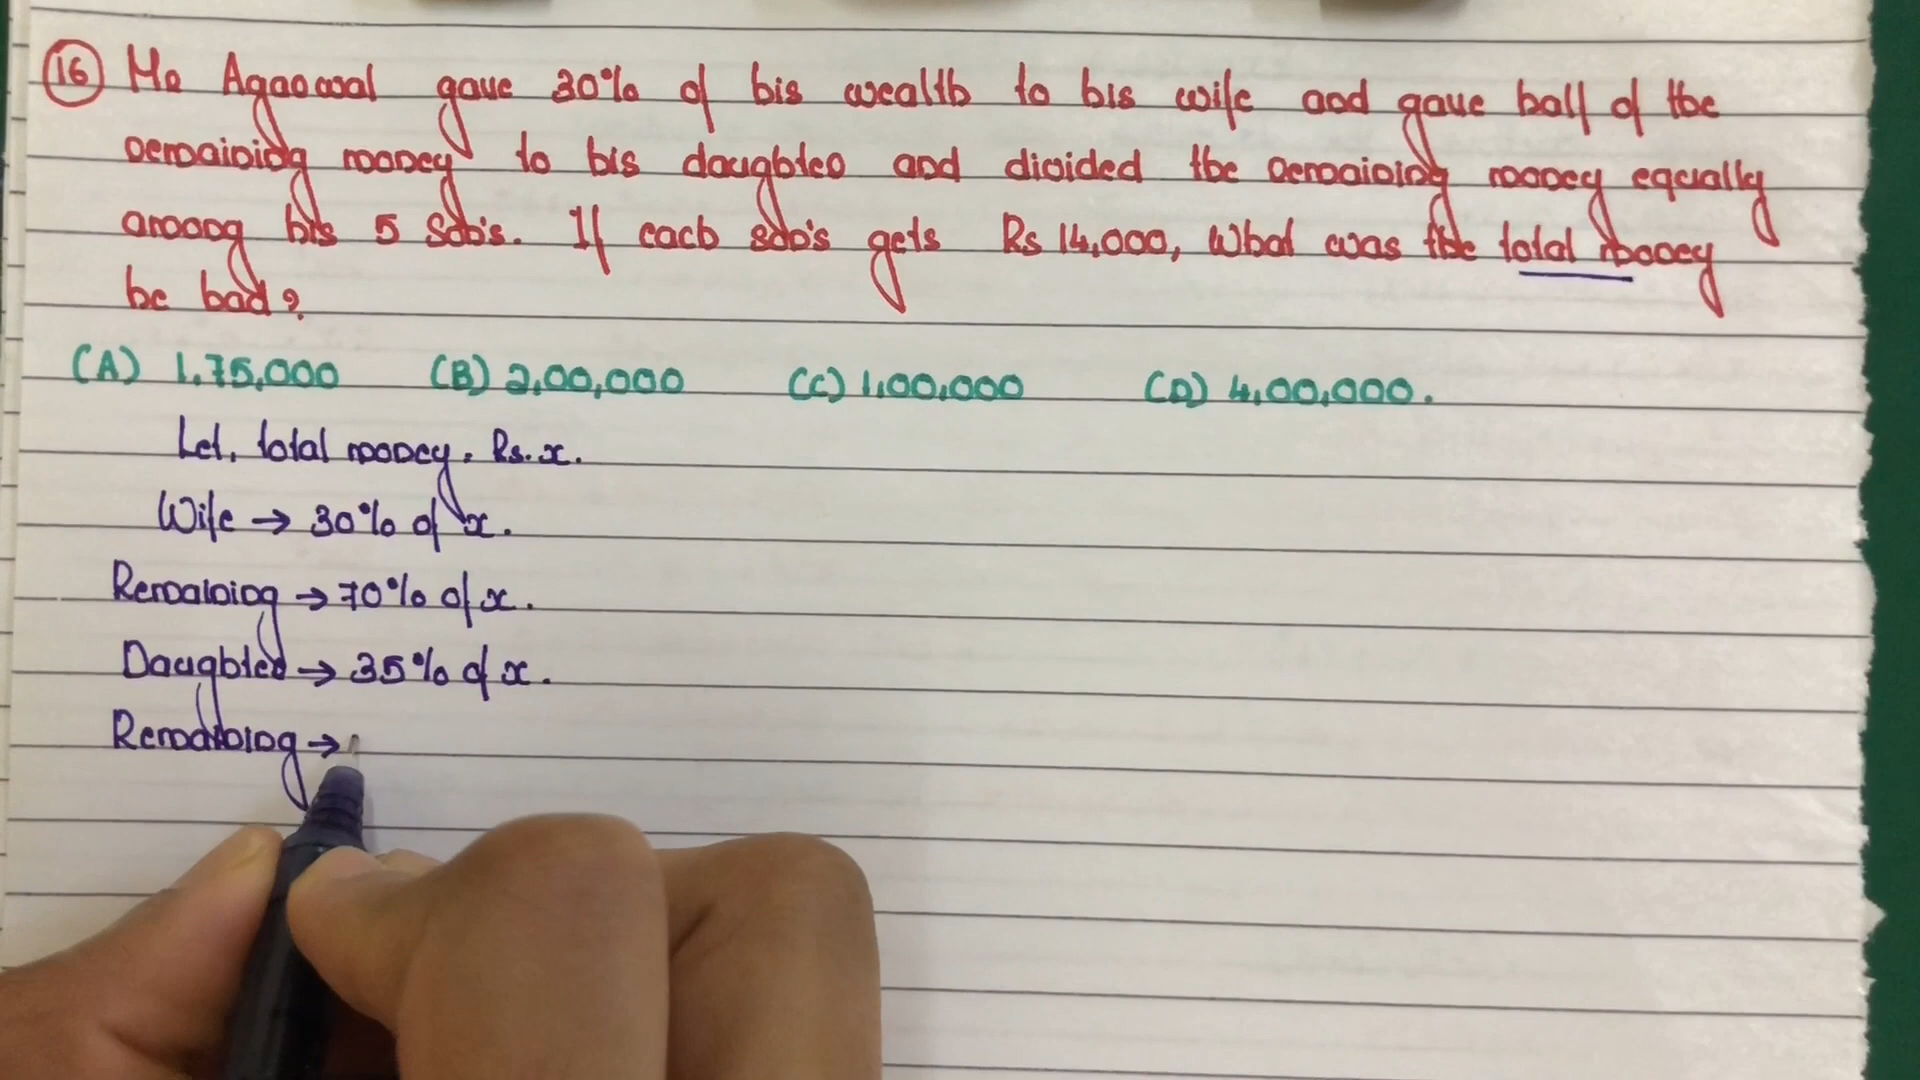 16 Mr Agarwal gave 30% of his wealth to his wife and gave half of the
remaining money to his daughter and divided the remaining money equally
among his 5 Son's. If each son's gets Rs 14,000, What was the total money
he had?
(A) 1,75,000 (B) 2,00,000 (C) 1,00,000 (D) 4,00,000.
Let, total money = Rs. x.
Wife → 30% of x.
Remaining → 70% of x.
Daughter → 35% of x.
Remaining →